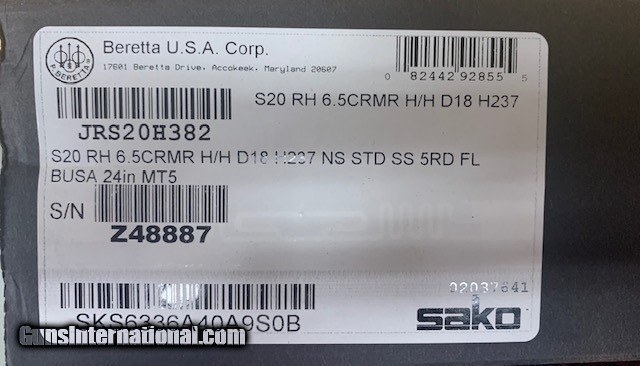 Beretta U.S.A. Corp.
17601 Beretta Drive, Accokeek, Maryland 20607
P. BERETTA
0 82442 92855 5
S20 RH 6.5CRMR H/H D18 H237
JRS20H382
S20 RH 6.5CRMR H/H D18 H237 NS STD SS 5RD FL
BUSA 24in MT5
S/N
Z48887
02037641
SKS6336A40A9S0B
sako
GunsInternational.com